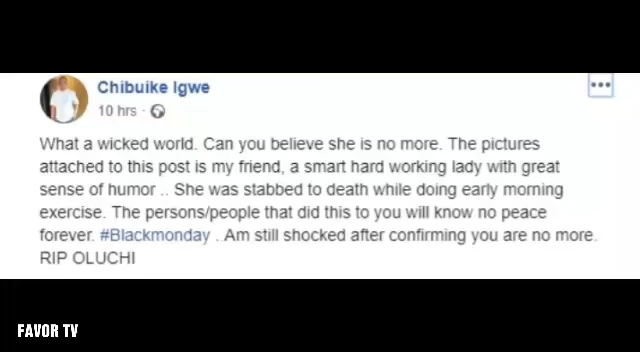 Chibuike Igwe
10 hrs ·
What a wicked world. Can you believe she is no more. The pictures
attached to this post is my friend, a smart hard working lady with great
sense of humor .. She was stabbed to death while doing early morning
exercise. The persons/people that did this to you will know no peace
forever. #Blackmonday . Am still shocked after confirming you are no more.
RIP OLUCHI
FAVOR TV